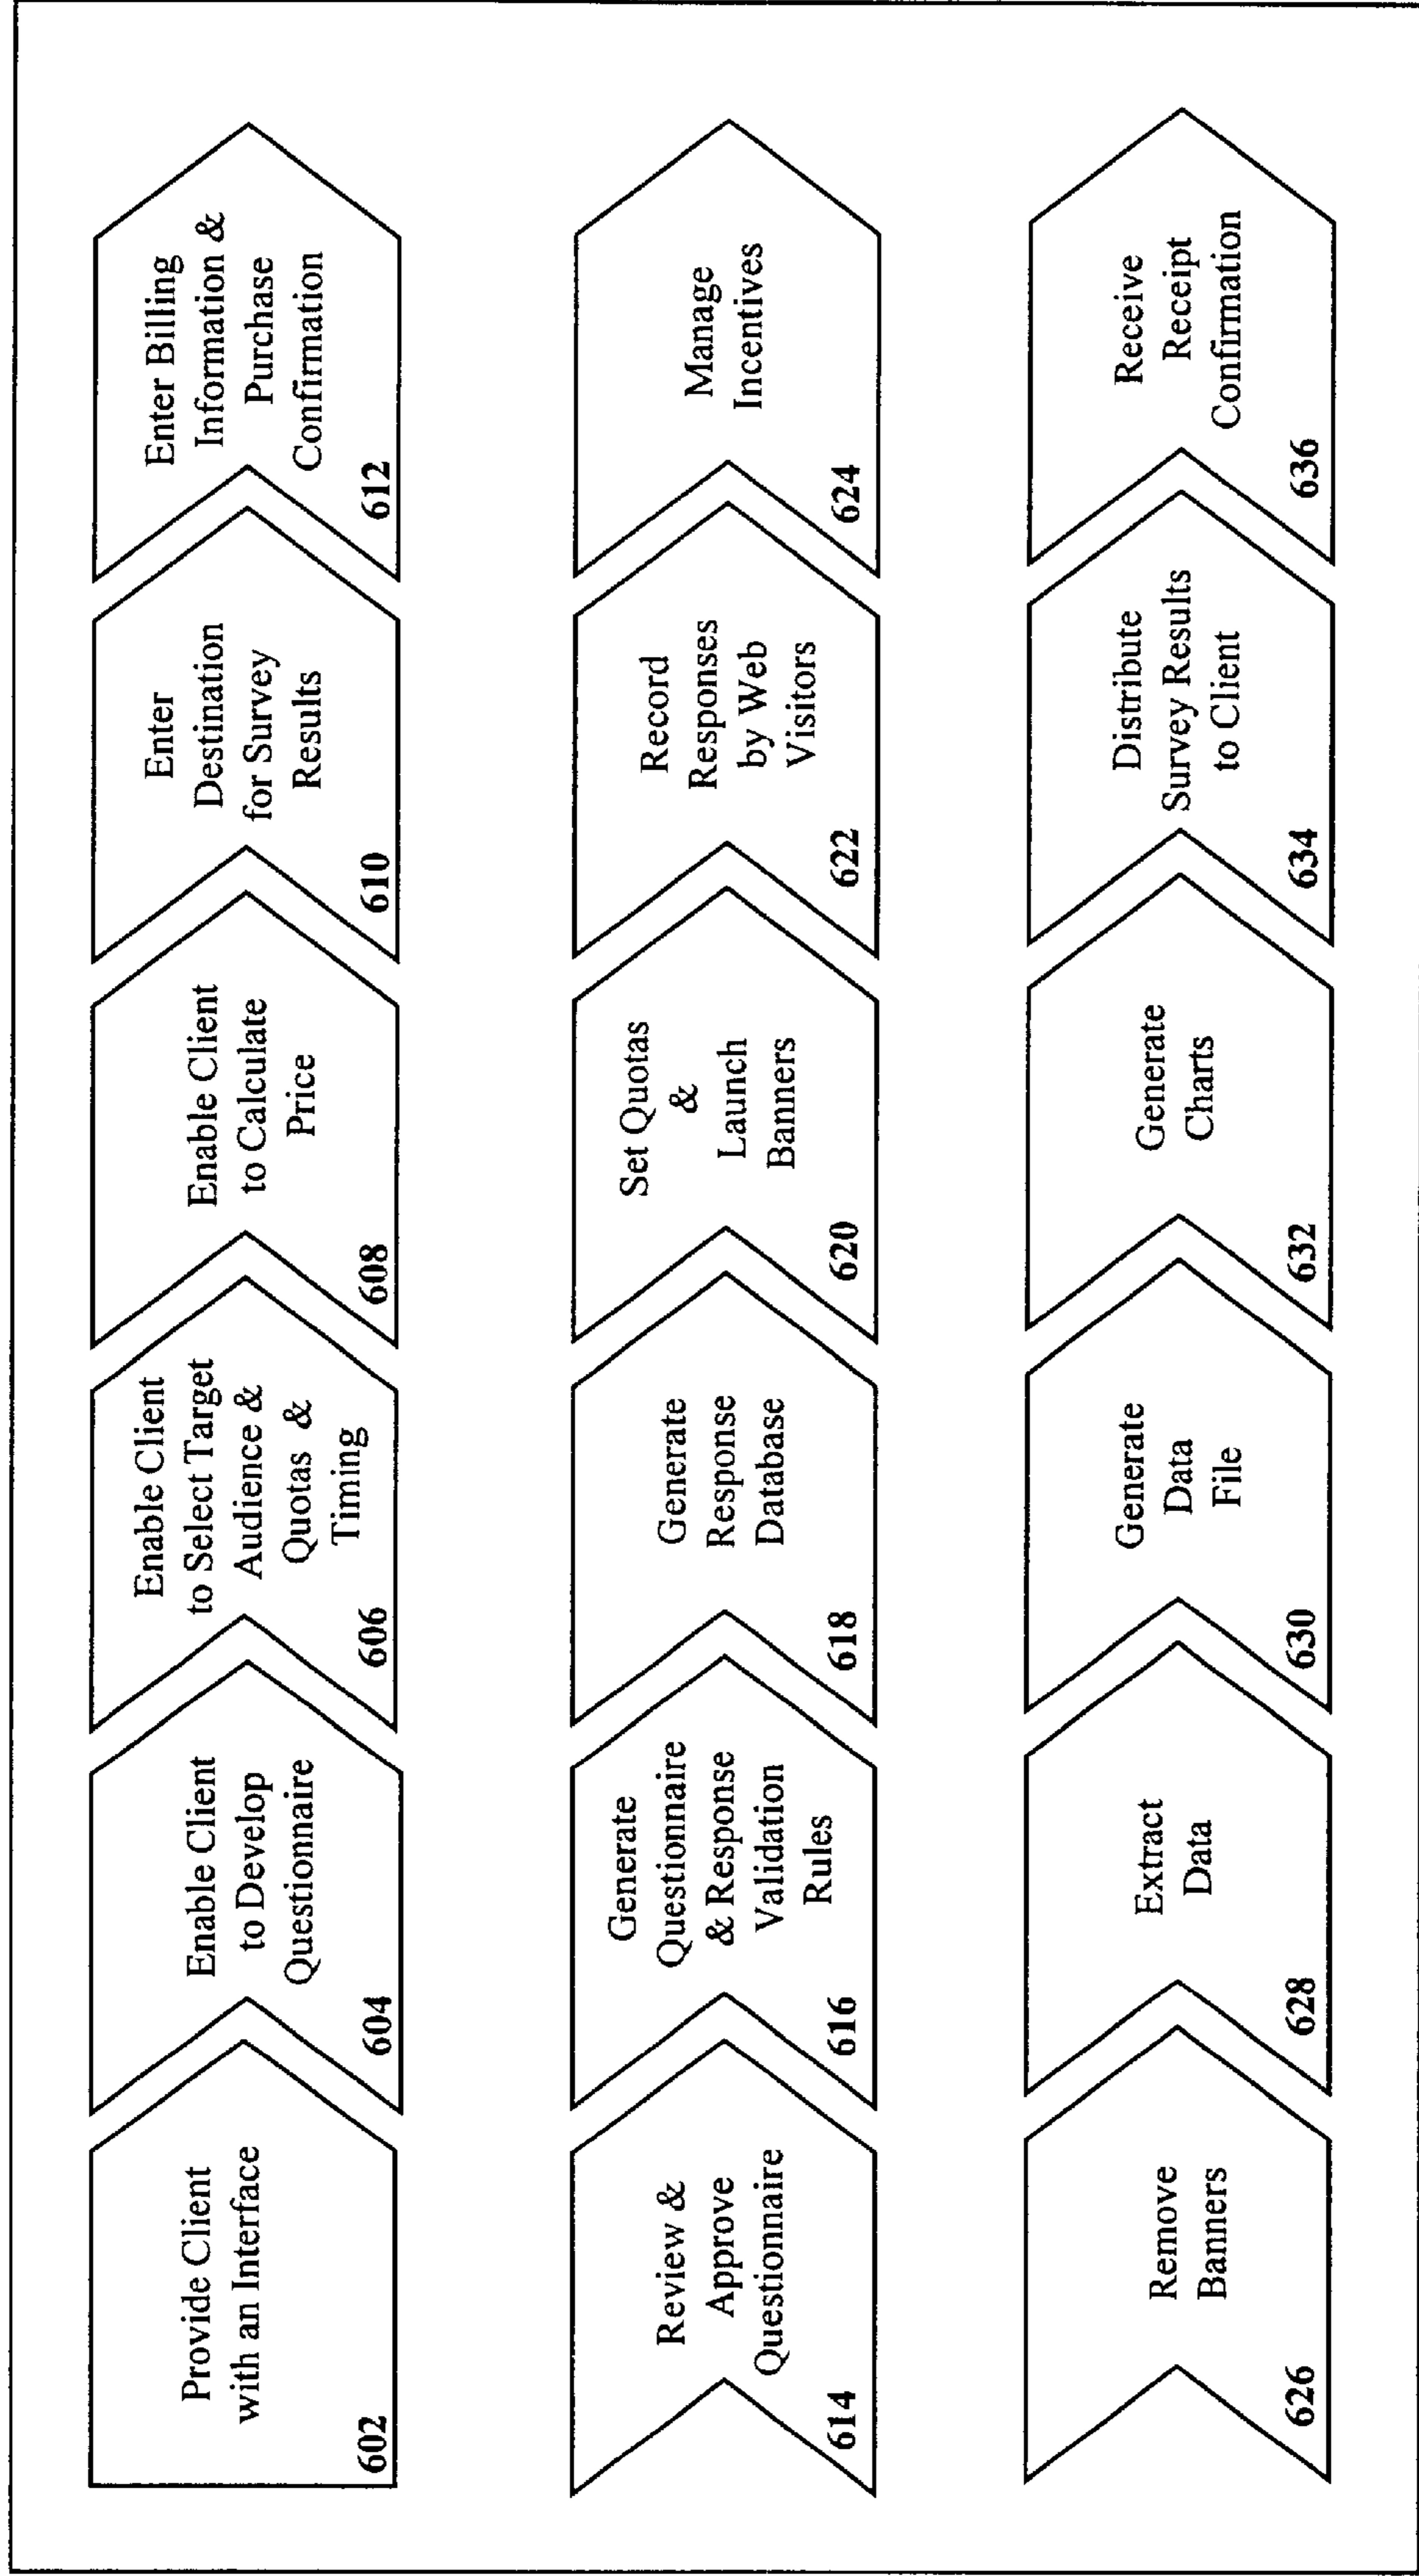 Provide Client
with an Interface
602
Enable Client
to Develop
Questionnaire
604
Enable Client
to Select Target
Audience &
Quotas &
Timing
606
Enable Client
to Calculate
Price
608
Enter
Destination
for Survey
Results
610
Enter Billing
Information &
Purchase
Confirmation
612
Review &
Approve
Questionnaire
614
Generate
Questionnaire
& Response
Validation
Rules
616
Generate
Response
Database
618
Set Quotas
&
Launch
Banners
620
Record
Responses
by Web
Visitors
622
Manage
Incentives
624
Remove
Banners
626
Extract
Data
628
Generate
Data
File
630
Generate
Charts
632
Distribute
Survey Results
to Client
634
Receive
Receipt
Confirmation
636